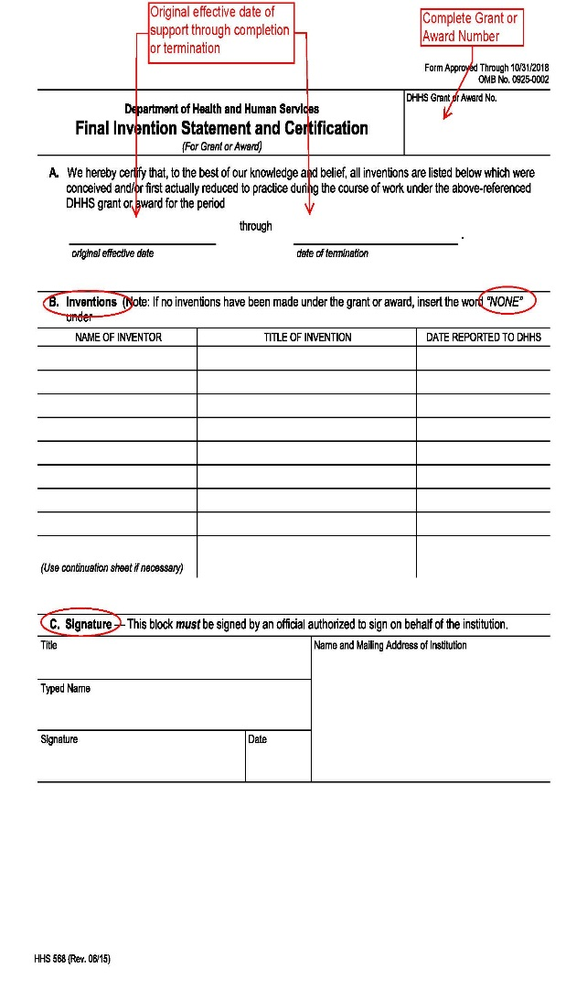 Original effective date of
support through completion
or termination
Complete Grant or
Award Number
Form Approved Through 10/31/2018
OMB No. 0925-0002
Department of Health and Human Services
Final Invention Statement and Certification
(For Grant or Award)
DHHS Grant or Award No.
A. We hereby certify that, to the best of our knowledge and belief, all inventions are listed below which were
conceived and/or first actually reduced to practice during the course of work under the above-referenced
DHHS grant or award for the period
through
.
original effective date
date of termination
B. Inventions (Note: If no inventions have been made under the grant or award, insert the word "NONE"
under
NAME OF INVENTOR TITLE OF INVENTION DATE REPORTED TO DHHS
(Use continuation sheet if necessary)
C. Signature — This block must be signed by an official authorized to sign on behalf of the institution.
Title
Name and Mailing Address of Institution
Typed Name
Signature
Date
HHS 568 (Rev. 06/15)